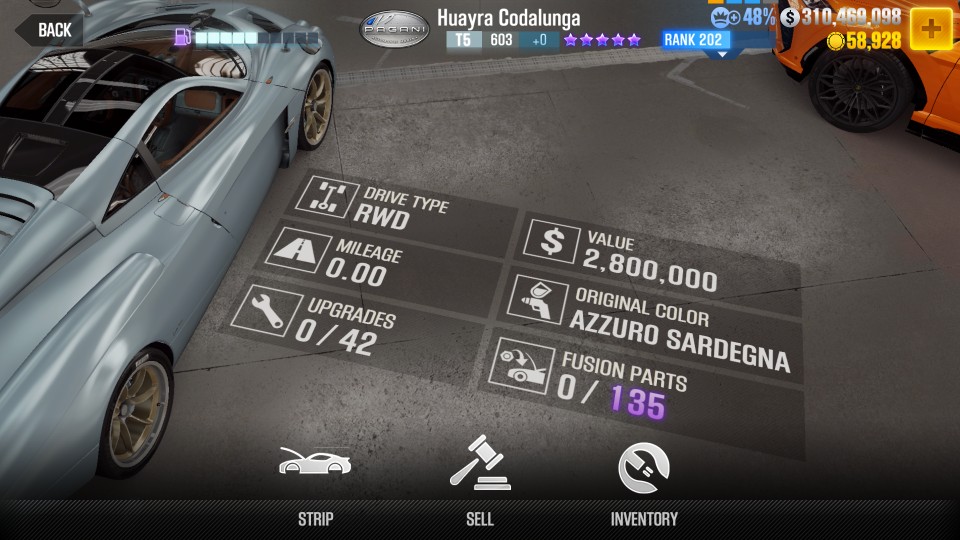 BACK
PAGANI
Huayra Codalunga
T5 603 +0
RANK 202
48% $ 310,469,098
58,928
DRIVE TYPE
RWD
MILEAGE
0.00
UPGRADES
0 / 42
$ VALUE
2,800,000
ORIGINAL COLOR
AZZURO SARDEGNA
FUSION PARTS
0 / 135
STRIP
SELL
INVENTORY